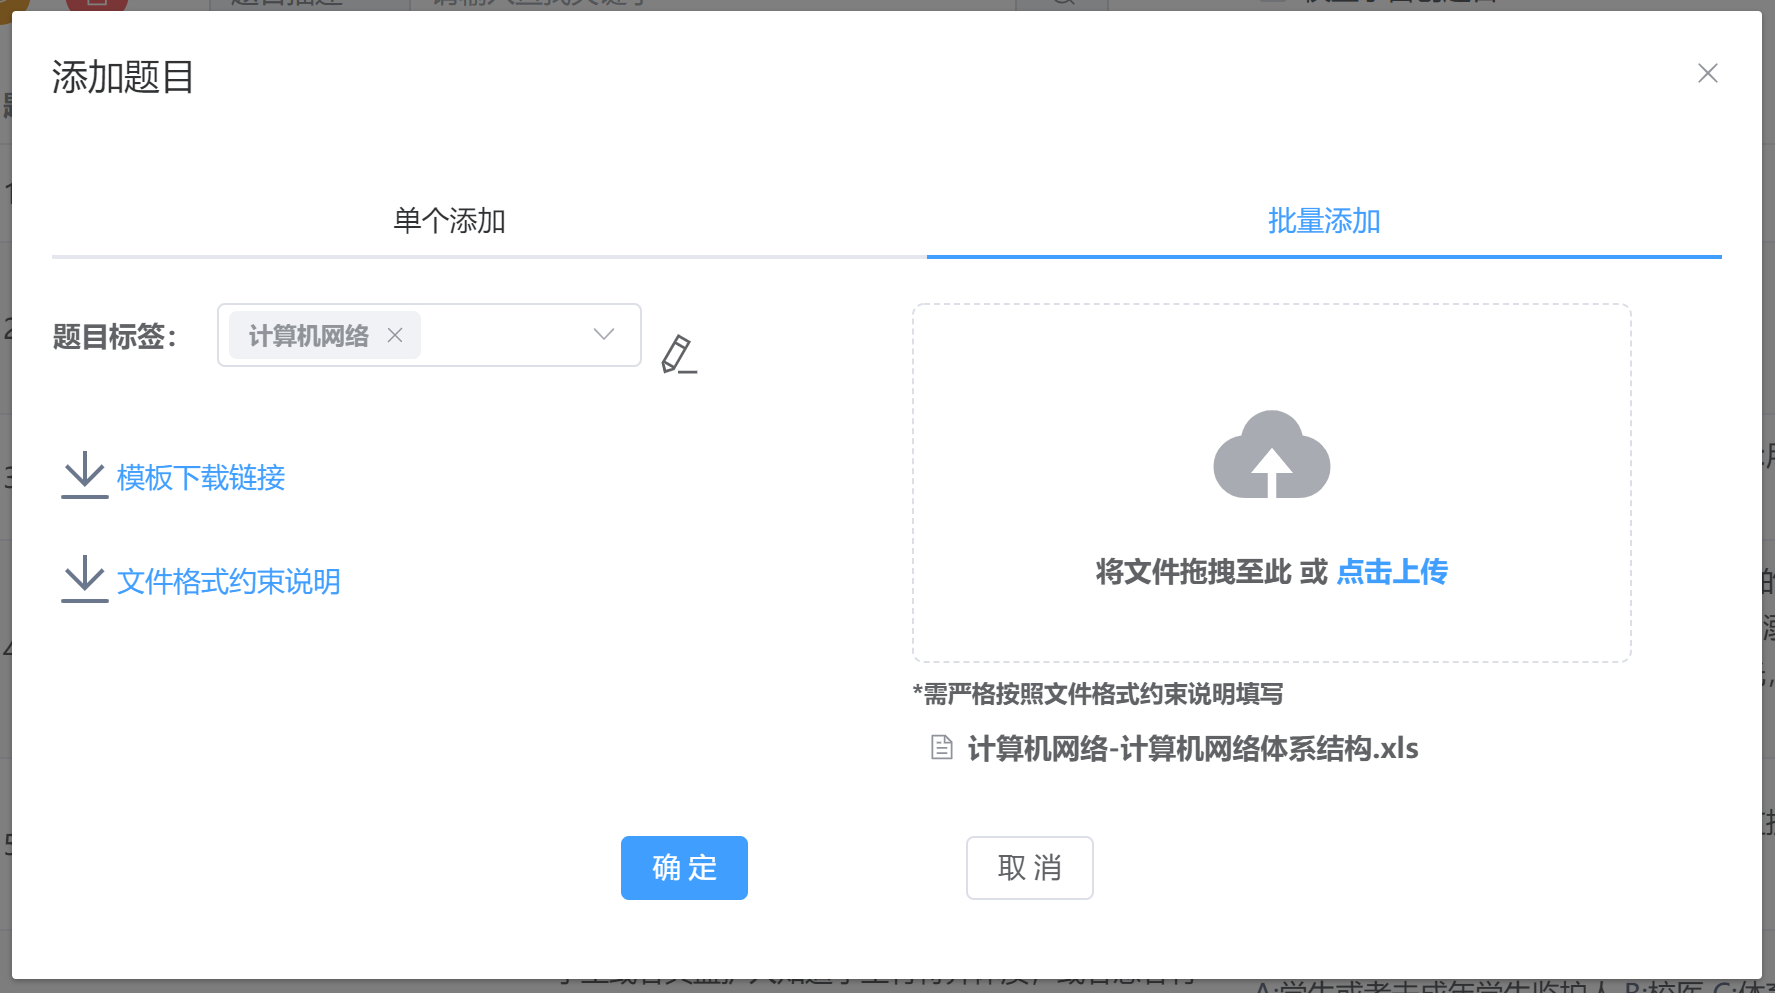 添加题目
单个添加
批量添加
题目标签：
计算机网络
模板下载链接
文件格式约束说明
将文件拖拽至此 或 点击上传
*需严格按照文件格式约束说明填写
计算机网络-计算机网络体系结构.xls
确 定
取 消